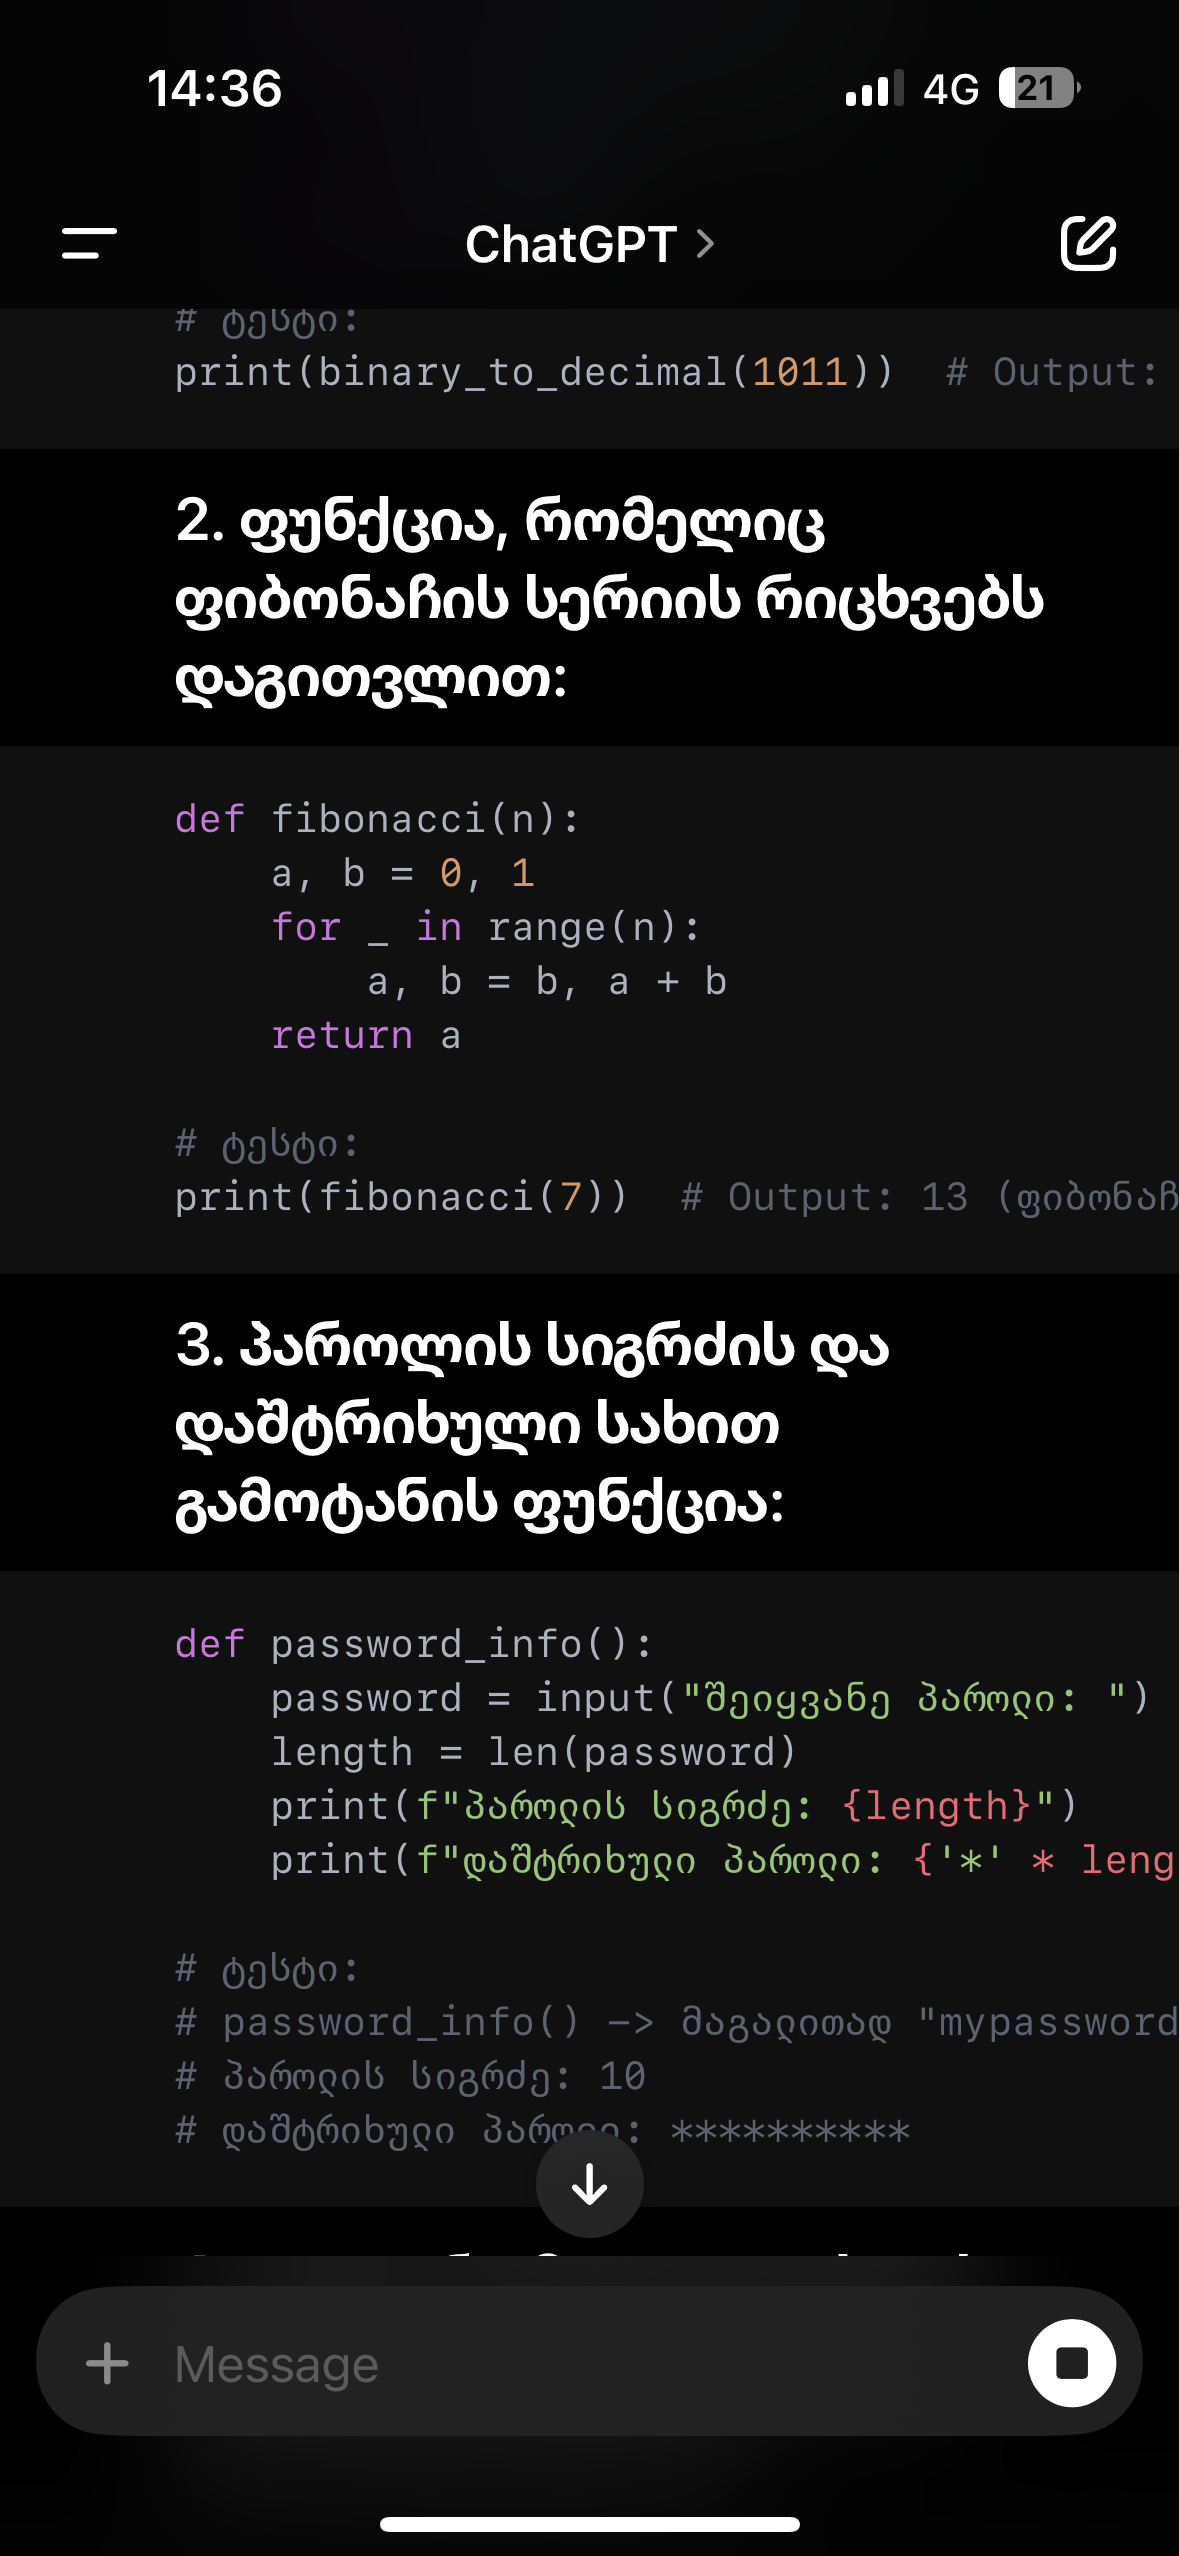 14:36
4G 21
ChatGPT
# ტესტი:
print(binary_to_decimal(1011))  # Output:
2. ფუნქცია, რომელიც
ფიბონაჩის სერიის რიცხვებს
დაგითვლით:
def fibonacci(n):
    a, b = 0, 1
    for _ in range(n):
        a, b = b, a + b
    return a
# ტესტი:
print(fibonacci(7))  # Output: 13 (ფიბონაჩ
3. პაროლის სიგრძის და
დაშტრიხული სახით
გამოტანის ფუნქცია:
def password_info():
    password = input("შეიყვანე პაროლი: ")
    length = len(password)
    print(f"პაროლის სიგრძე: {length}")
    print(f"დაშტრიხული პაროლი: {'*' * leng
# ტესტი:
# password_info() -> მაგალითად "mypassword
# პაროლის სიგრძე: 10
# დაშტრიხული პაროლი: **********
Message